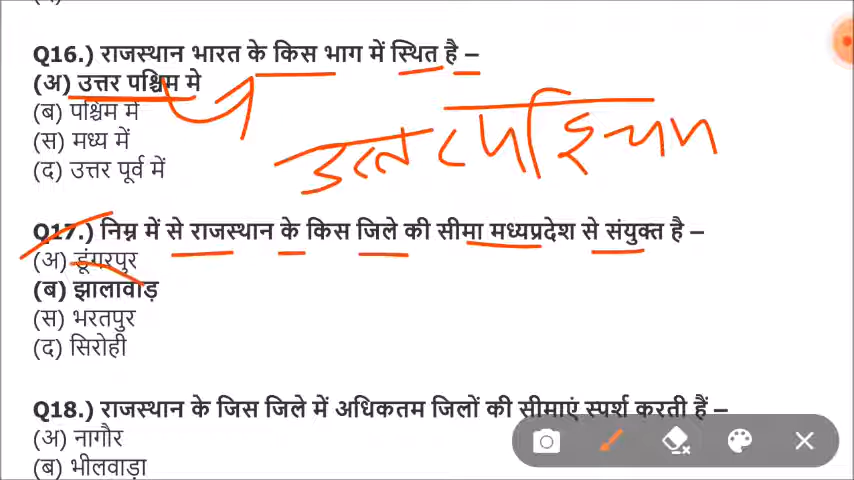 Q16.) राजस्थान भारत के किस भाग में स्थित है –
(अ) उत्तर पश्चिम मे
(ब) पश्चिम में
(स) मध्य में
(द) उत्तर पूर्व में
उत्तर पश्चिम
Q17.) निम्न में से राजस्थान के किस जिले की सीमा मध्यप्रदेश से संयुक्त है –
(अ) डूंगरपुर
(ब) झालावाड़
(स) भरतपुर
(द) सिरोही
Q18.) राजस्थान के जिस जिले में अधिकतम जिलों की सीमाएं स्पर्श करती हैं –
(अ) नागौर
(ब) भीलवाड़ा